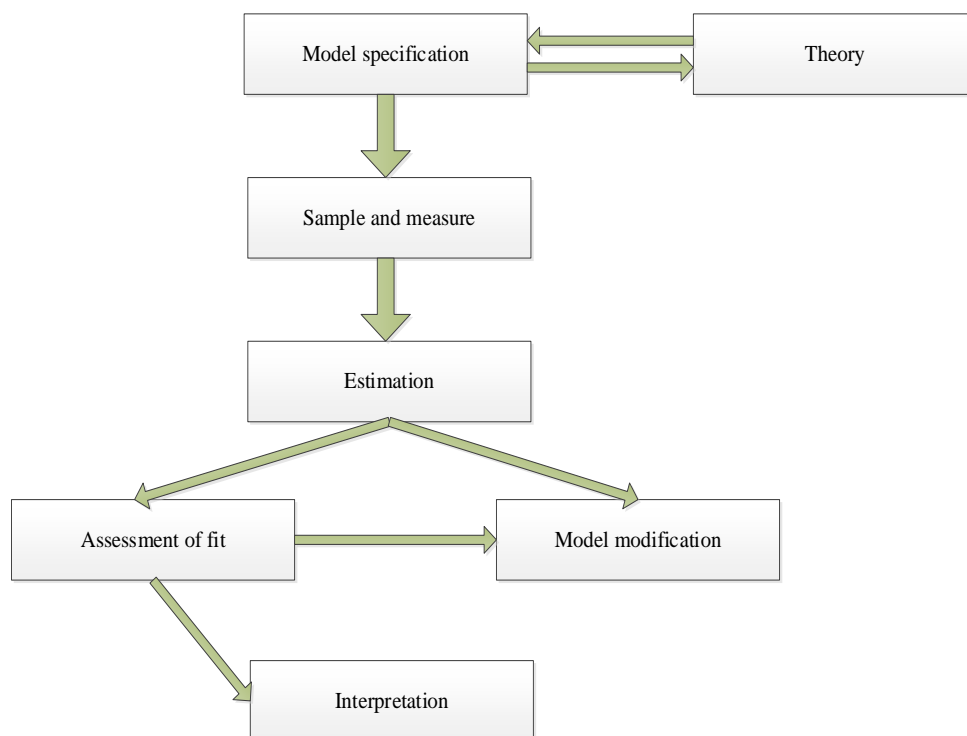 Model specification
Theory
Sample and measure
Estimation
Assessment of fit
Model modification
Interpretation